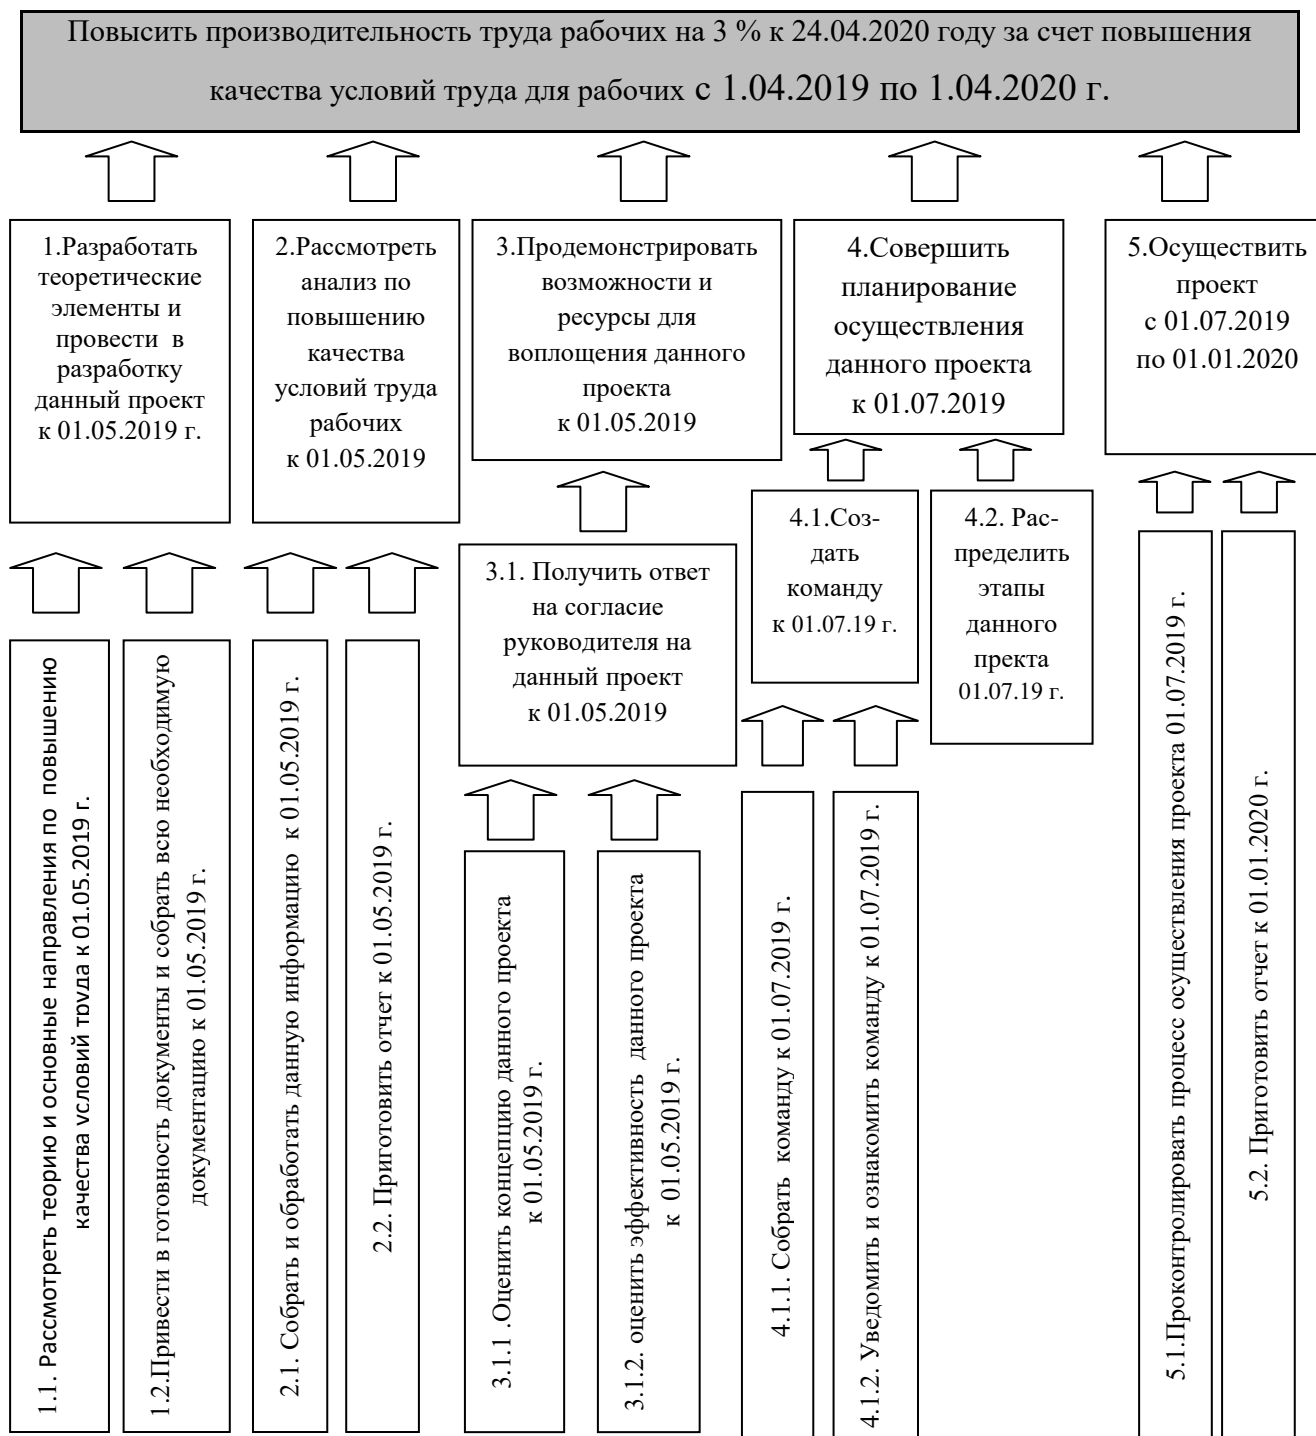 Повысить производительность труда рабочих на 3 % к 24.04.2020 году за счет повышения
качества условий труда для рабочих с 1.04.2019 по 1.04.2020 г.
1.Разработать
теоретические
элементы и
провести в
разработку
данный проект
к 01.05.2019 г.
2.Рассмотреть
анализ по
повышению
качества
условий труда
рабочих
к 01.05.2019
3.Продемонстрировать
возможности и
ресурсы для
воплощения данного
проекта
к 01.05.2019
4.Совершить
планирование
осуществления
данного проекта
к 01.07.2019
5.Осуществить
проект
с 01.07.2019
по 01.01.2020
3.1. Получить ответ
на согласие
руководителя на
данный проект
к 01.05.2019
4.1.Соз-
дать
команду
к 01.07.19 г.
4.2. Рас-
пределить
этапы
данного
пректа
01.07.19 г.
1.1. Рассмотреть теорию и основные направления по повышению
качества условий труда к 01.05.2019 г.
1.2.Привести в готовность документы и собрать всю необходимую
документацию к 01.05.2019 г.
2.1. Собрать и обработать данную информацию к 01.05.2019 г.
2.2. Приготовить отчет к 01.05.2019 г.
3.1.1 .Оценить концепцию данного проекта
к 01.05.2019 г.
3.1.2. оценить эффективность данного проекта
к 01.05.2019 г.
4.1.1. Собрать команду к 01.07.2019 г.
4.1.2. Уведомить и ознакомить команду к 01.07.2019 г.
5.1.Проконтролировать процесс осуществления проекта 01.07.2019 г.
5.2. Приготовить отчет к 01.01.2020 г.